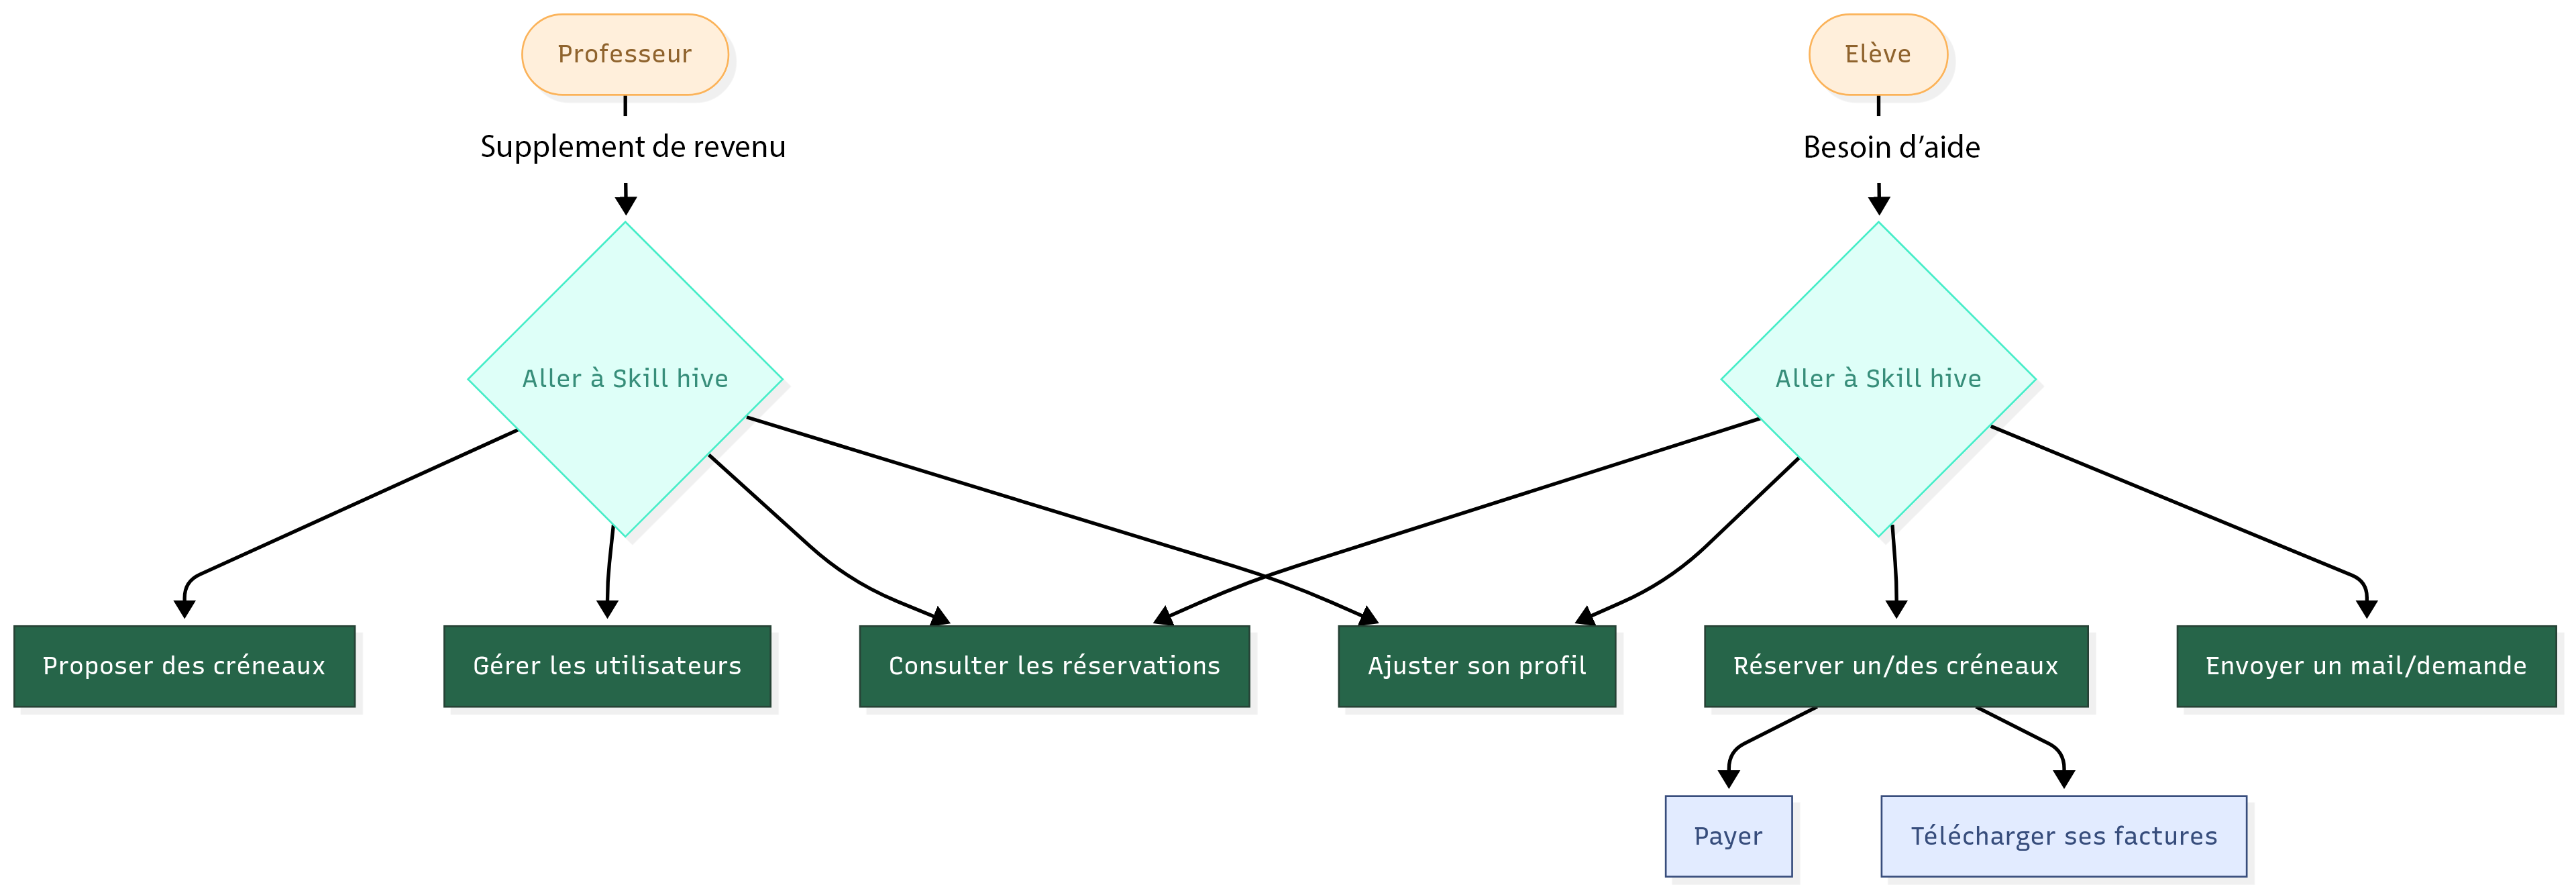 Professeur
Elève
Supplement de revenu
Besoin d’aide
Aller à Skill hive
Aller à Skill hive
Proposer des créneaux
Gérer les utilisateurs
Consulter les réservations
Ajuster son profil
Réserver un/des créneaux
Envoyer un mail/demande
Payer
Télécharger ses factures